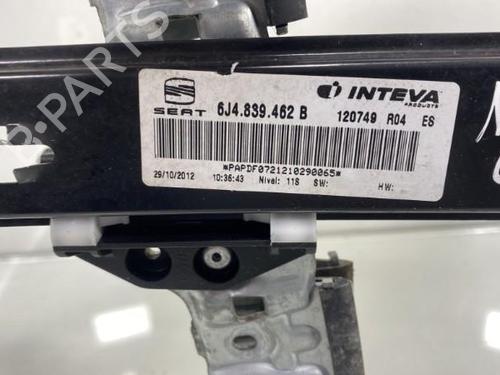 B-PARTS
SEAT
6J4.839.462 B
INTEVA
PRODUCTS
120749 R04 ES
*PAPDF0721210290065*
29/10/2012 10:36:43 Nivel: 11S SW: HW: